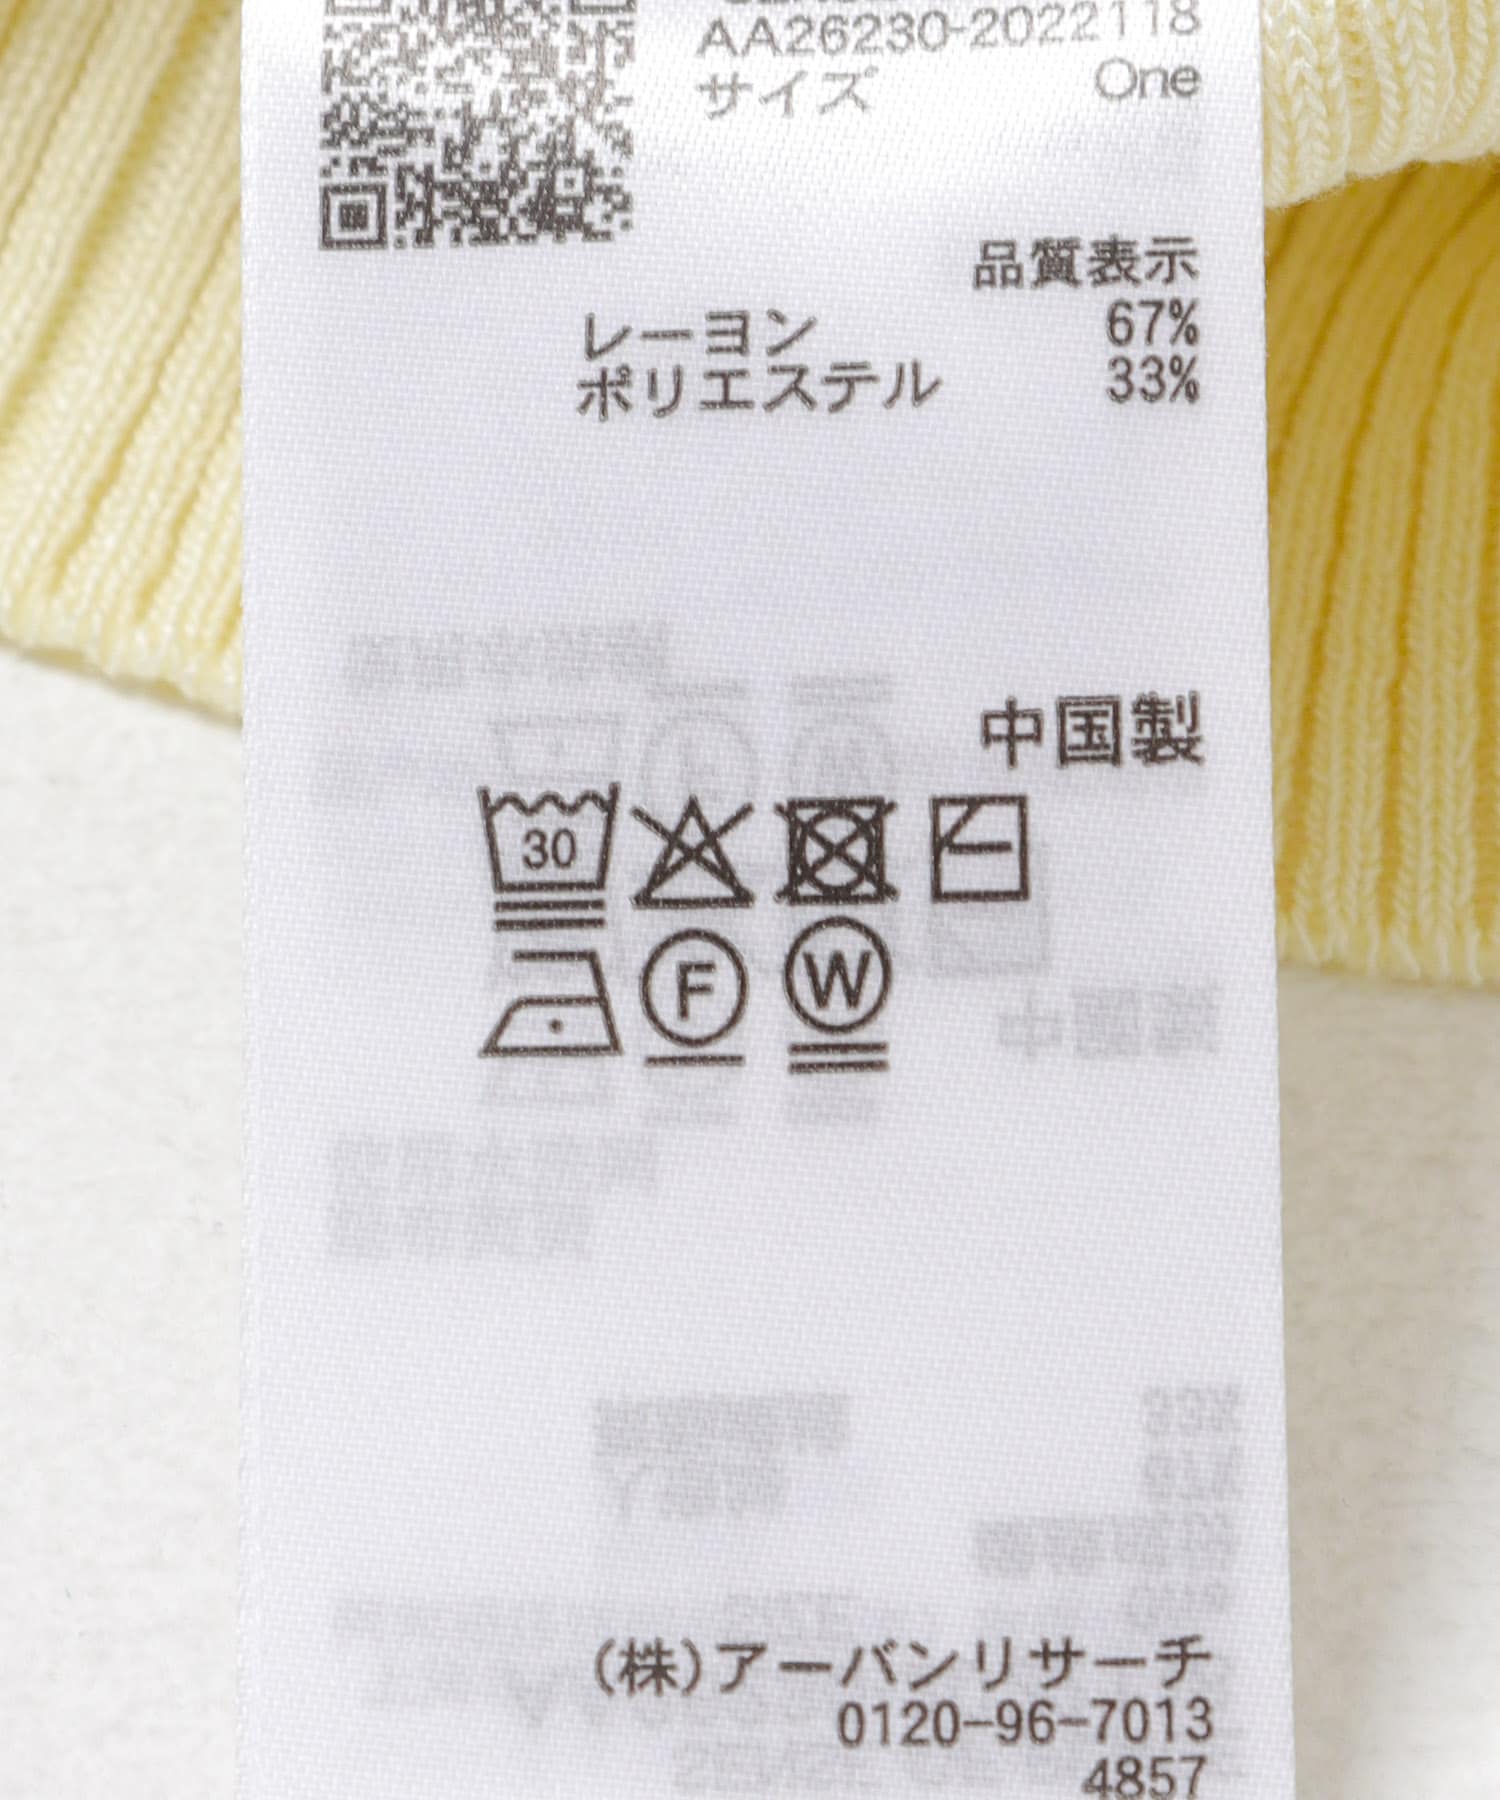 AA26230-2022118
サイズ One
品質表示
レーヨン 67%
ポリエステル 33%
中国製
30
F W
(株)アーバンリサーチ
0120-96-7013
4857